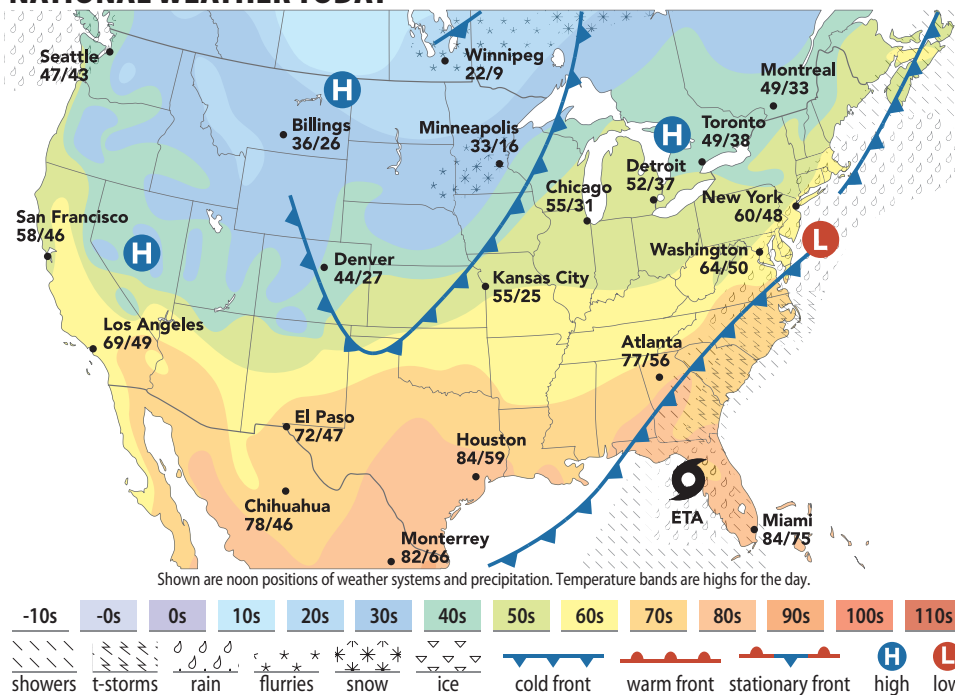 NATIONAL WEATHER TODAY
Seattle
47/43
Winnipeg
22/9
Montreal
49/33
H
Billings
36/26
Minneapolis
33/16
H
Toronto
49/38
Detroit
52/37
Chicago
55/31
New York
60/48
San Francisco
58/46
H
Denver
44/27
Washington
64/50
L
Kansas City
55/25
Los Angeles
69/49
Atlanta
77/56
El Paso
72/47
Houston
84/59
Chihuahua
78/46
ETA
Miami
84/75
Monterrey
82/66
Shown are noon positions of weather systems and precipitation. Temperature bands are highs for the day.
-10s -0s 0s 10s 20s 30s 40s 50s 60s 70s 80s 90s 100s 110s
H L
showers t-storms rain flurries snow ice cold front warm front stationary front high low